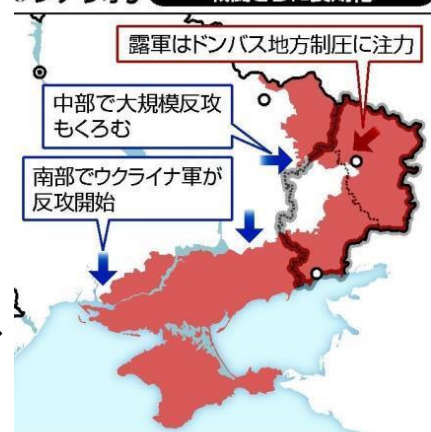 露軍はドンバス地方制圧に注力
中部で大規模反攻
もくろむ
南部でウクライナ軍が
反攻開始